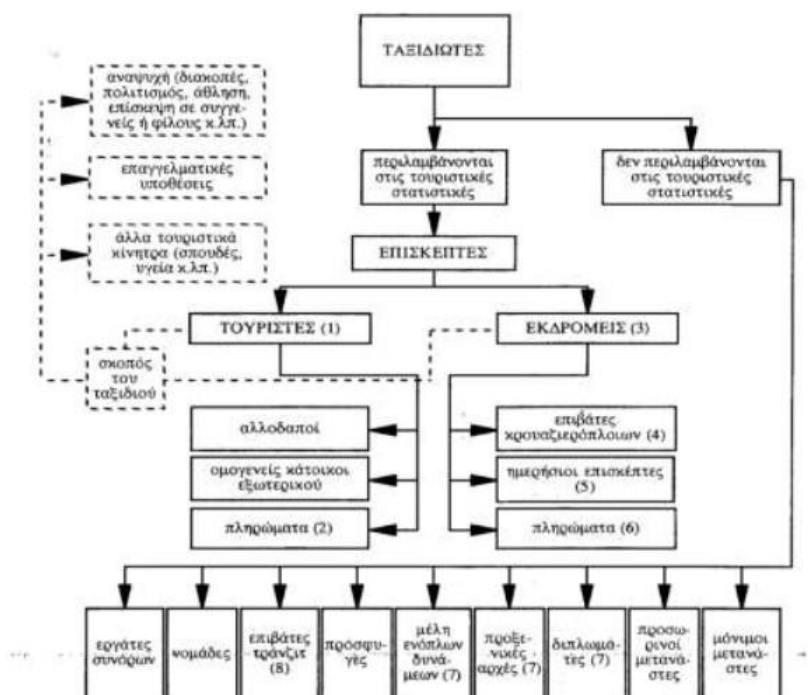 ΤΑΞΙΔΙΩΤΕΣ
αναψυχή (διακοπές,
πολιτισμός, άθληση,
επίσκεψη σε συγγε-
νείς ή φίλους κ.λπ.)
περιλαμβάνονται
στις τουριστικές
στατιστικές
δεν περιλαμβάνονται
στις τουριστικές
στατιστικές
επαγγελματικές
υποθέσεις
άλλα τουριστικά
κίνητρα (σπουδές,
υγεία κ.λπ.)
ΕΠΙΣΚΕΠΤΕΣ
ΤΟΥΡΙΣΤΕΣ (1)
ΕΚΔΡΟΜΕΙΣ (3)
σκοπός
του
ταξιδιού
αλλοδαποί
επιβάτες
κρουαζιερόπλοιων (4)
ομογενείς κάτοικοι
εξωτερικού
ημερήσιοι επισκέπτες
(5)
πληρώματα (2)
πληρώματα (6)
εργάτες
συνόρων
νομάδες
επιβάτες
τράνζιτ
(8)
πρόσφυ-
γες
μέλη
ενόπλων
δυνά-
μεων (7)
προξε-
νικές
αρχές (7)
διπλωμά-
τες (7)
προσω-
ρινοί
μετανά-
στες
μόνιμοι
μετανά-
στες